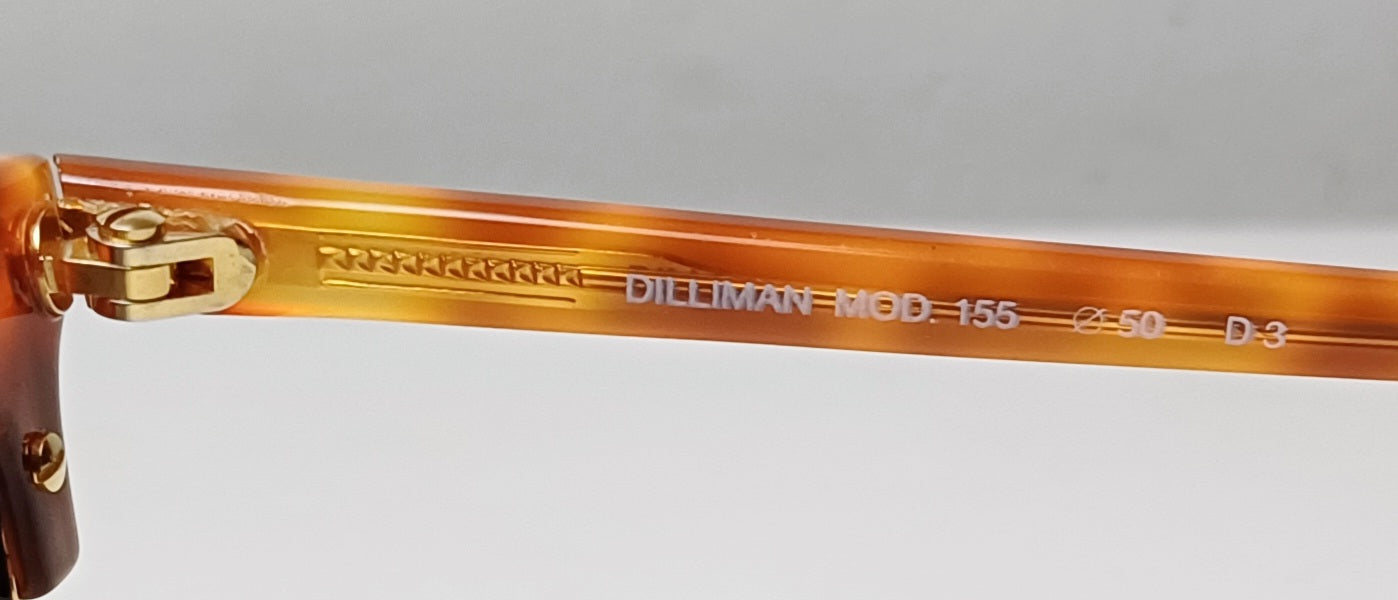 DILLIMAN MOD. 155 ∅ 50 D 3